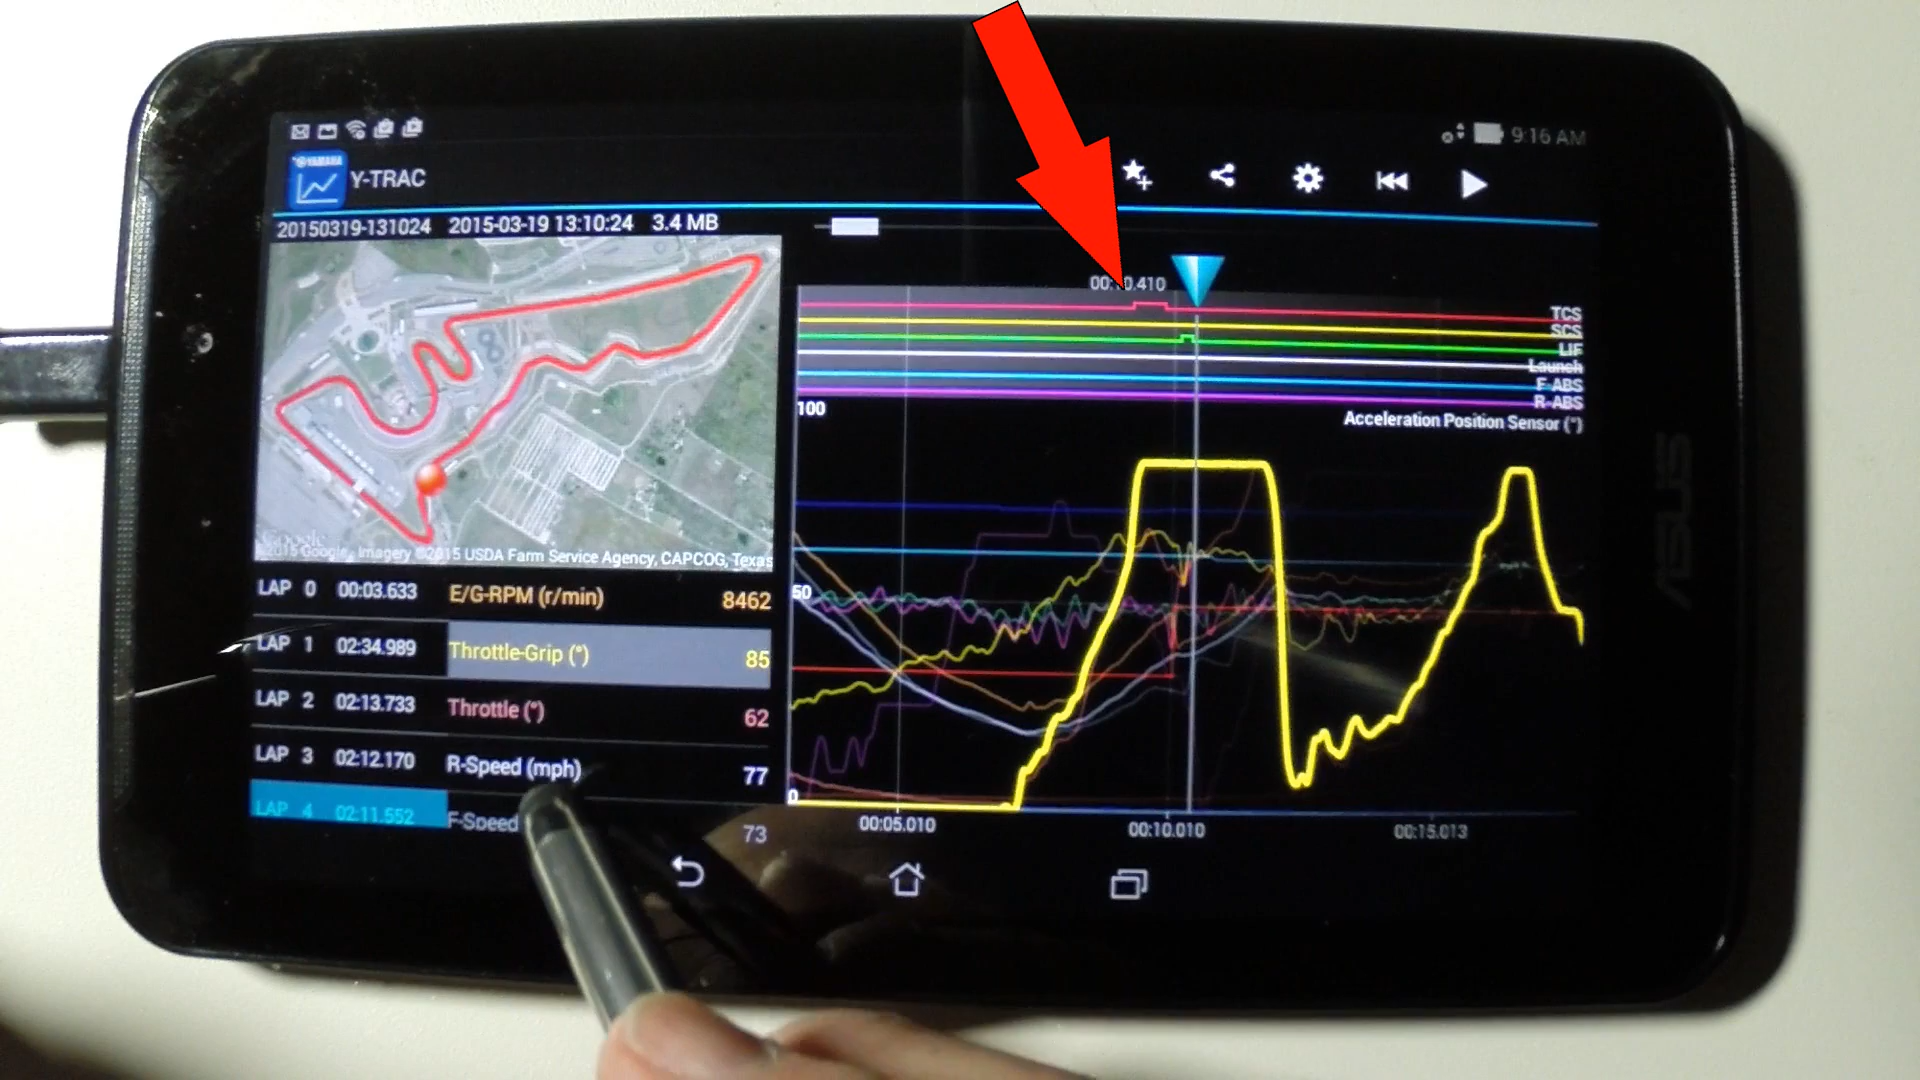 9:16 AM
YAMAHA
Y-TRAC
20150319-131024 2015-03-19 13:10:24 3.4 MB
Google
©2015 Google, Imagery ©2015 USDA Farm Service Agency, CAPCOG, Texas
LAP 0 00:03.633 E/G-RPM (r/min) 8462
LAP 1 02:34.989 Throttle-Grip (°) 85
LAP 2 02:13.733 Throttle (°) 62
LAP 3 02:12.170 R-Speed (mph) 77
LAP 4 02:11.552 F-Speed 73
00:10.410
TCS
SCS
LIF
Launch
F-ABS
R-ABS
100
Acceleration Position Sensor (°)
50
0
00:05.010 00:10.010 00:15.013
ASUS